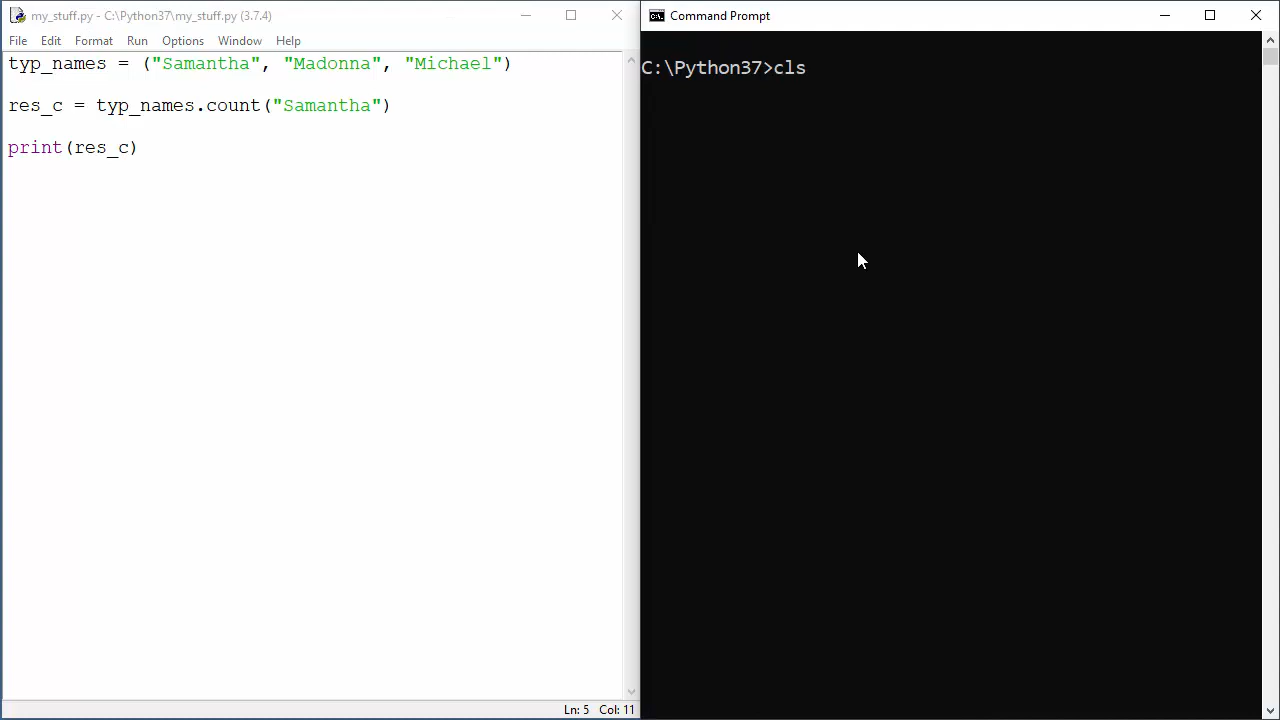 my_stuff.py - C:\Python37\my_stuff.py (3.7.4)
File Edit Format Run Options Window Help
typ_names = ("Samantha", "Madonna", "Michael")
res_c = typ_names.count("Samantha")
print(res_c)
Ln: 5 Col: 11
Command Prompt
C:\Python37>cls